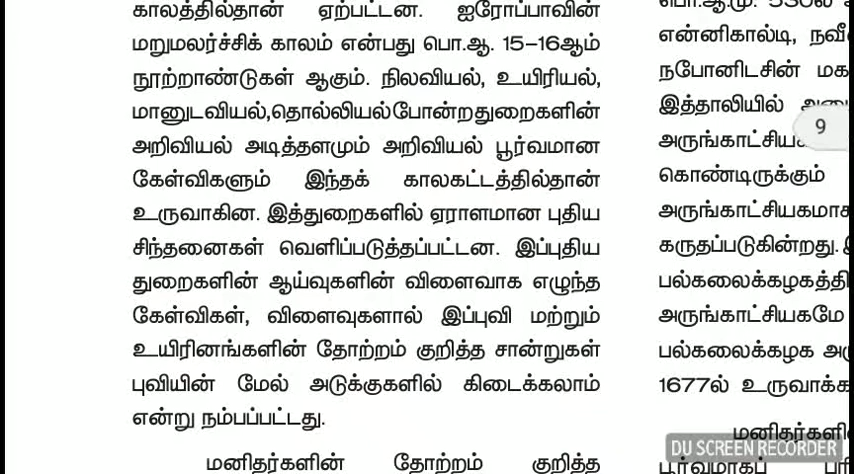 காலத்தில்தான் ஏற்பட்டன. ஐரோப்பாவின்
மறுமலர்ச்சிக் காலம் என்பது பொ.ஆ. 15–16ஆம்
நூற்றாண்டுகள் ஆகும். நிலவியல், உயிரியல்,
மானுடவியல்,தொல்லியல்போன்றதுறைகளின்
அறிவியல் அடித்தளமும் அறிவியல் பூர்வமான
கேள்விகளும் இந்தக் காலகட்டத்தில்தான்
உருவாகின. இத்துறைகளில் ஏராளமான புதிய
சிந்தனைகள் வெளிப்படுத்தப்பட்டன. இப்புதிய
துறைகளின் ஆய்வுகளின் விளைவாக எழுந்த
கேள்விகள், விளைவுகளால் இப்புவி மற்றும்
உயிரினங்களின் தோற்றம் குறித்த சான்றுகள்
புவியின் மேல் அடுக்குகளில் கிடைக்கலாம்
என்று நம்பப்பட்டது.
மனிதர்களின் தோற்றம் குறித்த
பொ.ஆ.மு. 530ல்
என்னிகால்டி, நவீ
நபோனிடசின் மக
இத்தாலியில்
அருங்காட்சியக
கொண்டிருக்கும்
அருங்காட்சியகமாக
கருதப்படுகின்றது.
பல்கலைக்கழகத்தி
அருங்காட்சியகமே
பல்கலைக்கழக அரு
1677ல் உருவாக்க
மனிதர்களி
9
DU SCREEN RECORDER